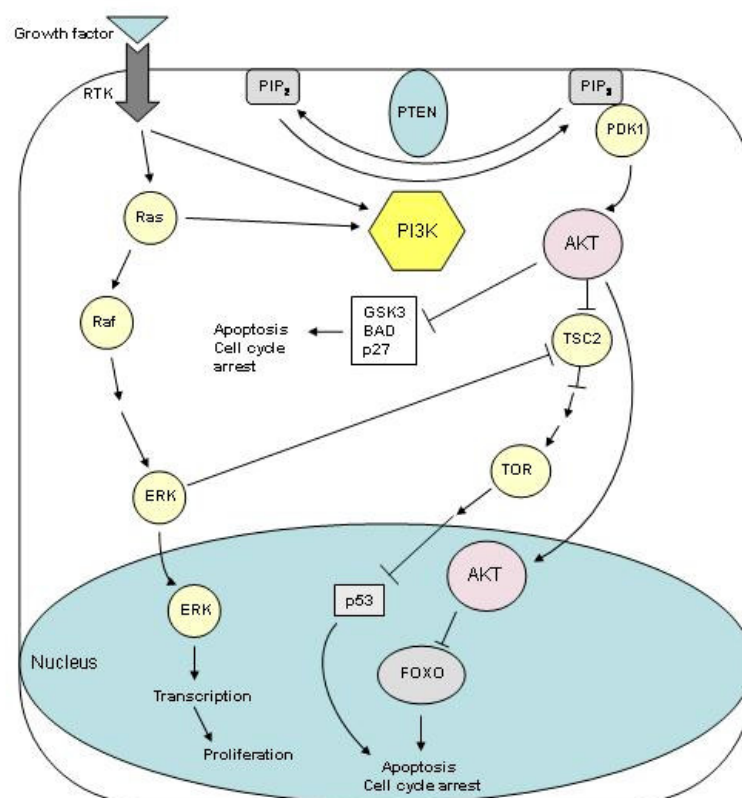 Growth factor
RTK
PIP₂
PTEN
PIP₃
PDK1
Ras
PI3K
AKT
Raf
GSK3
BAD
p27
Apoptosis
Cell cycle
arrest
TSC2
TOR
ERK
AKT
p53
ERK
Nucleus
FOXO
Transcription
Proliferation
Apoptosis
Cell cycle arrest